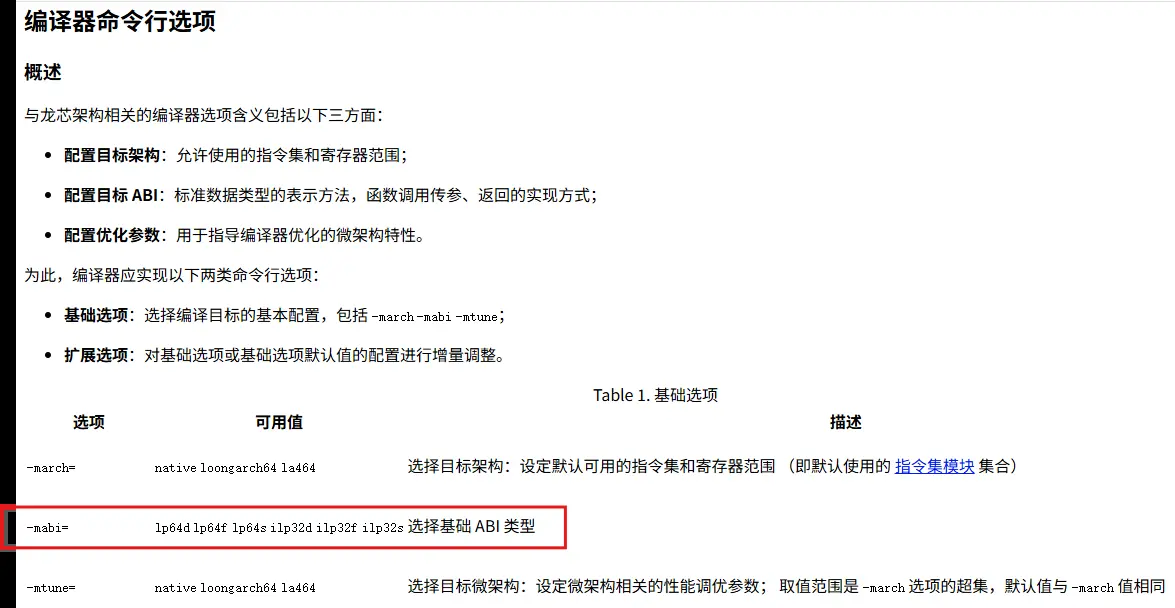 编译器命令行选项
概述
与龙芯架构相关的编译器选项含义包括以下三方面：
• 配置目标架构：允许使用的指令集和寄存器范围；
• 配置目标 ABI：标准数据类型的表示方法，函数调用传参、返回的实现方式；
• 配置优化参数：用于指导编译器优化的微架构特性。
为此，编译器应实现以下两类命令行选项：
• 基础选项：选择编译目标的基本配置，包括 -march -mabi -mtune；
• 扩展选项：对基础选项或基础选项默认值的配置进行增量调整。
Table 1. 基础选项
选项 可用值 描述
-march= native loongarch64 la464 选择目标架构：设定默认可用的指令集和寄存器范围 （即默认使用的 指令集模块 集合）
-mabi= lp64d lp64f lp64s ilp32d ilp32f ilp32s 选择基础 ABI 类型
-mtune= native loongarch64 la464 选择目标微架构：设定微架构相关的性能调优参数； 取值范围是 -march 选项的超集，默认值与 -march 值相同